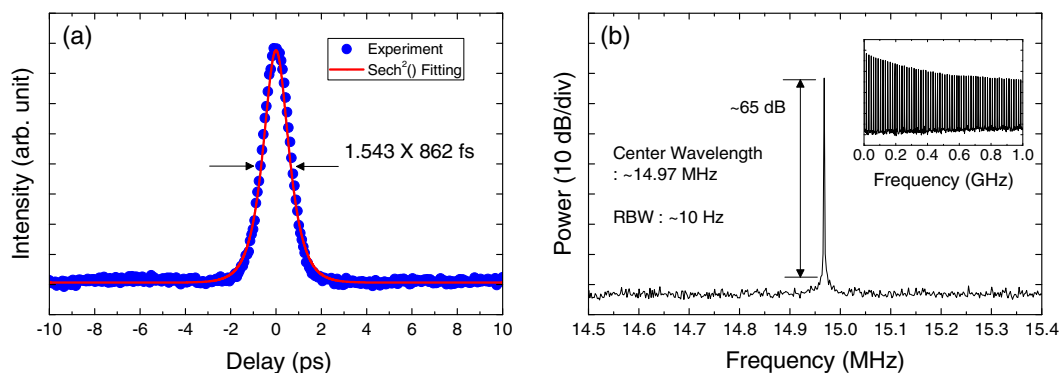 (a)
Experiment
Sech²() Fitting
1.543 X 862 fs
Intensity (arb. unit)
-10 -8 -6 -4 -2 0 2 4 6 8 10
Delay (ps)
(b)
~65 dB
Center Wavelength
: ~14.97 MHz
RBW : ~10 Hz
Power (10 dB/div)
0.0 0.2 0.4 0.6 0.8 1.0
Frequency (GHz)
14.5 14.6 14.7 14.8 14.9 15.0 15.1 15.2 15.3 15.4
Frequency (MHz)